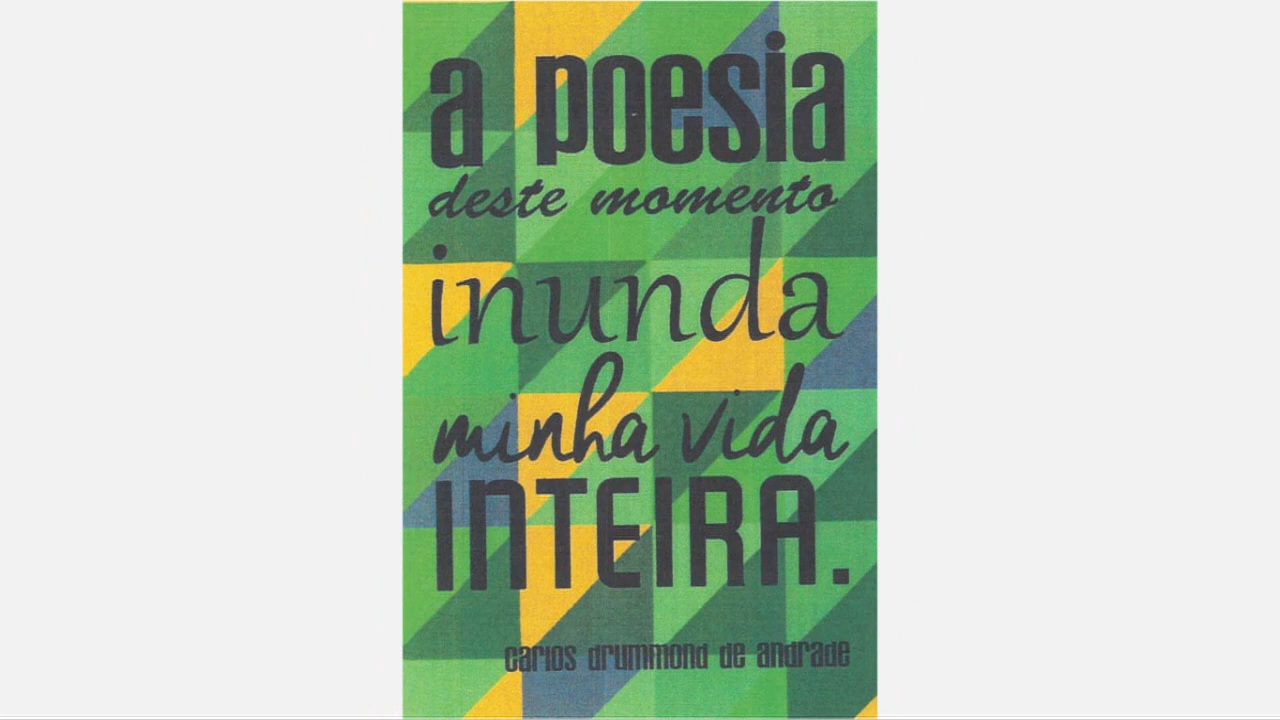 a poesia
deste momento
inunda
minha vida
INTEIRA.
carlos drummond de andrade